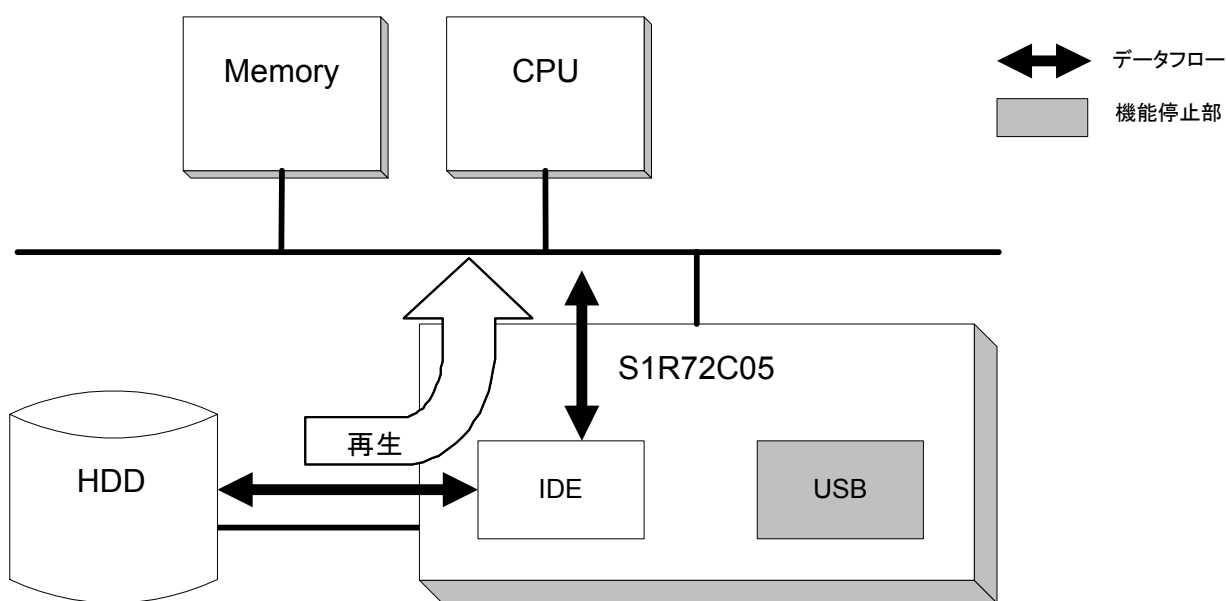 Memory
CPU
データフロー
機能停止部
S1R72C05
再生
HDD
IDE
USB